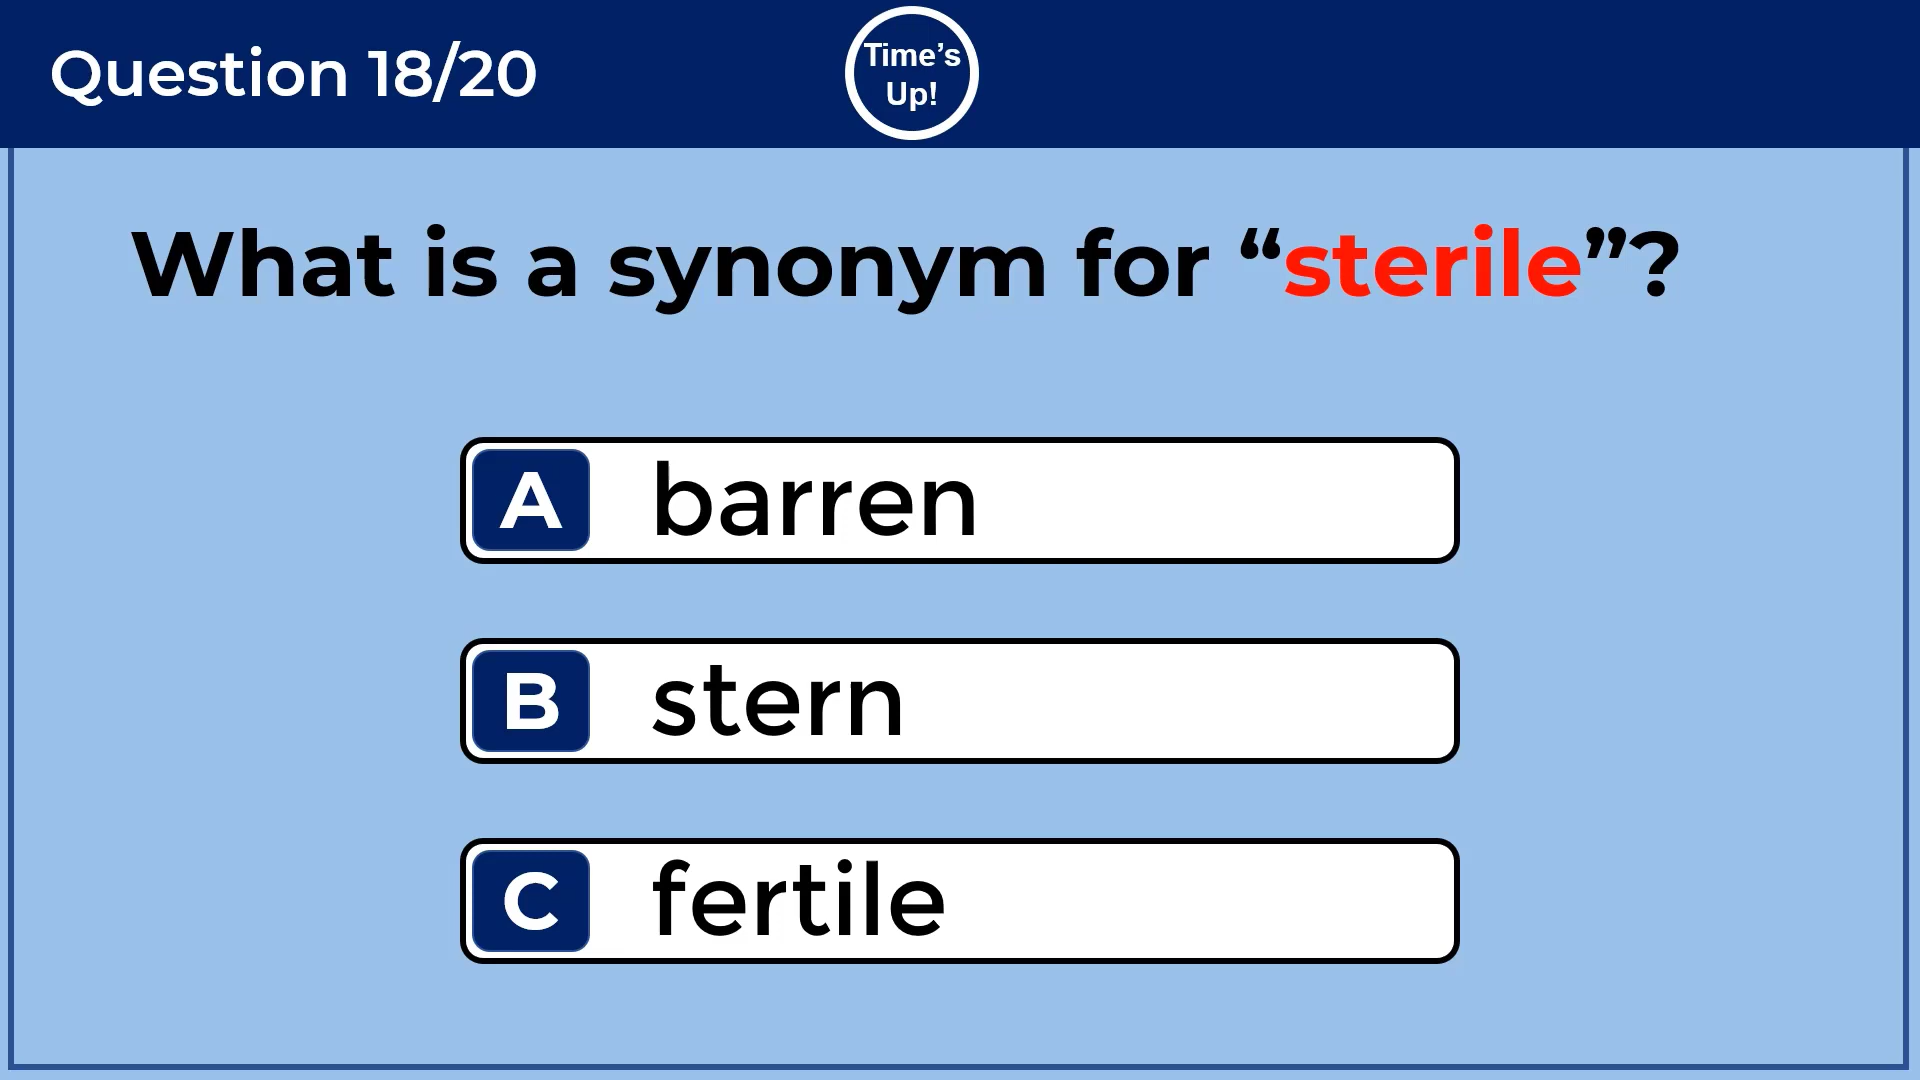 Question 18/20
Time’s
Up!
What is a synonym for “sterile”?
A barren
B stern
C fertile